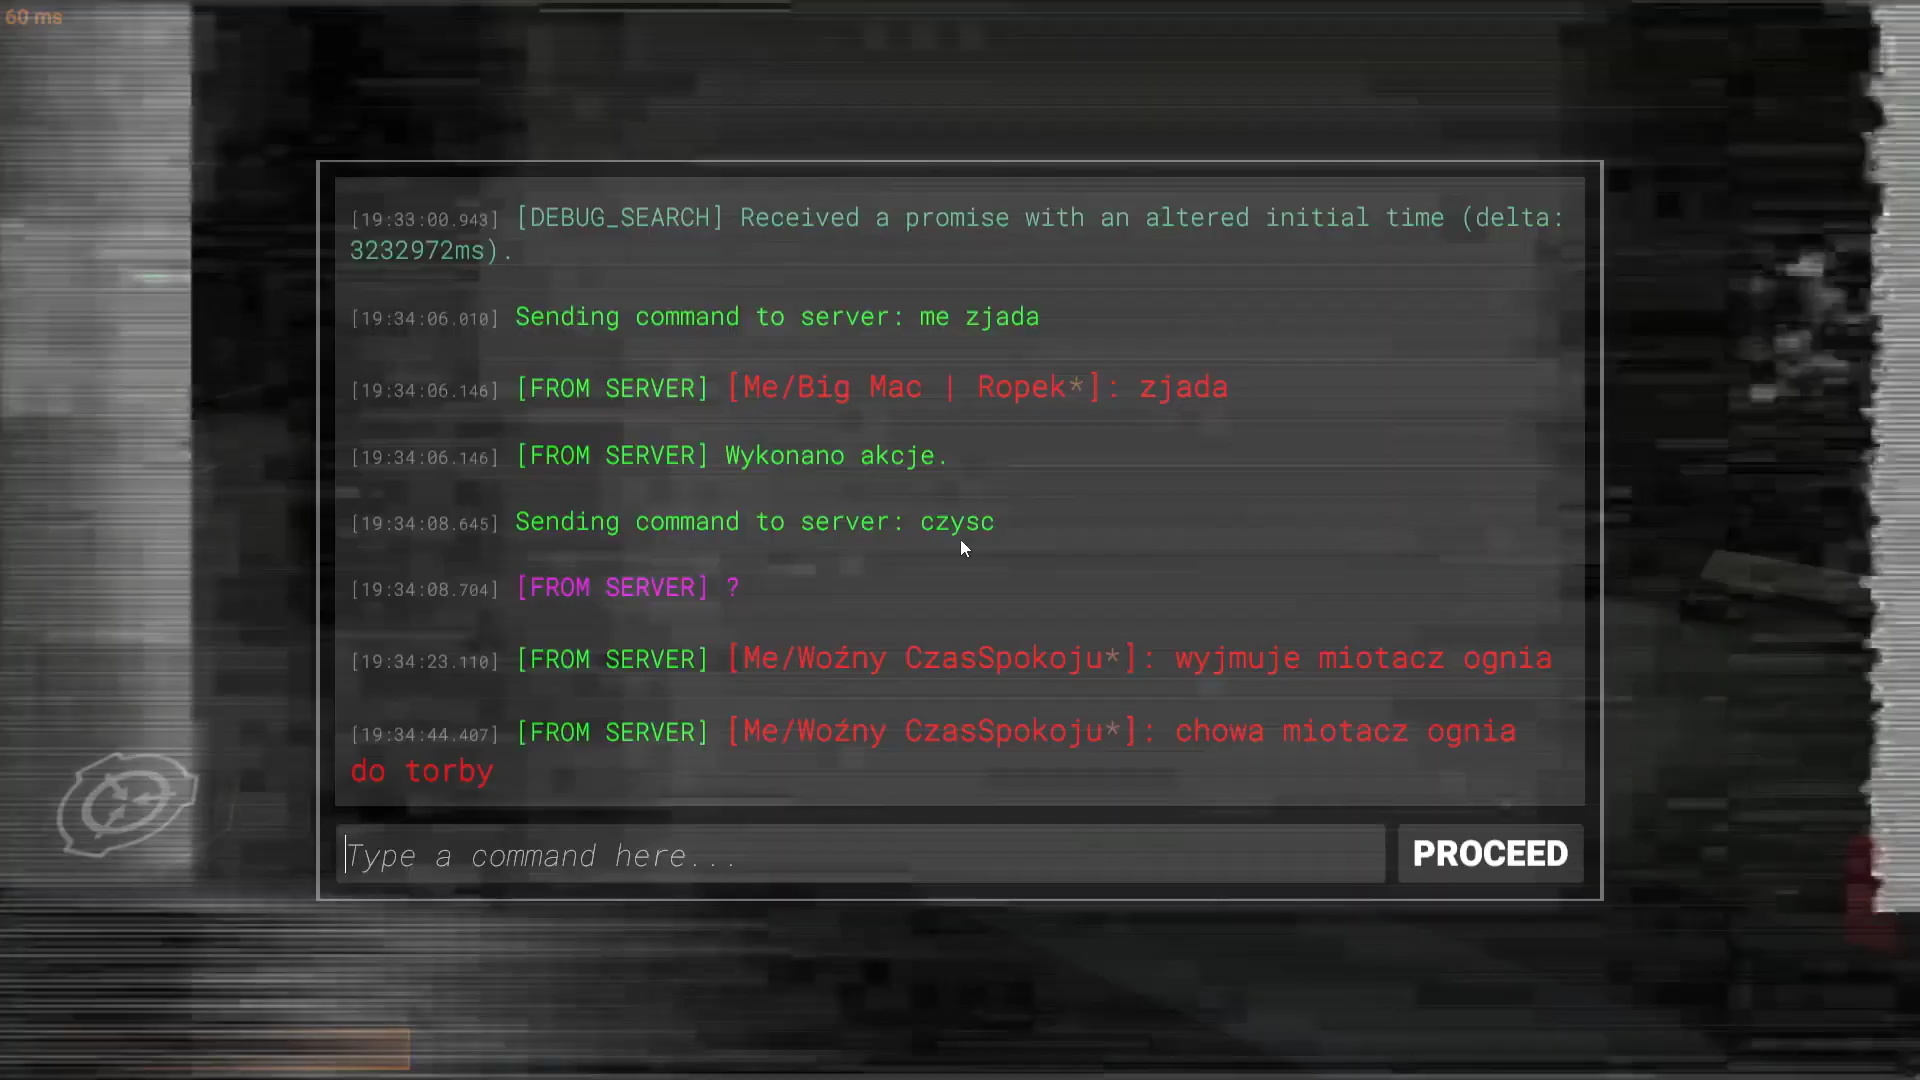 60 ms
[19:33:00.943] [DEBUG_SEARCH] Received a promise with an altered initial time (delta:
3232972ms).
[19:34:06.010] Sending command to server: me zjada
[19:34:06.146] [FROM SERVER] [Me/Big Mac | Ropek*]: zjada
[19:34:06.146] [FROM SERVER] Wykonano akcje.
[19:34:08.645] Sending command to server: czysc
[19:34:08.704] [FROM SERVER] ?
[19:34:23.110] [FROM SERVER] [Me/Woźny CzasSpokoju*]: wyjmuje miotacz ognia
[19:34:44.407] [FROM SERVER] [Me/Woźny CzasSpokoju*]: chowa miotacz ognia
do torby
Type a command here...
PROCEED